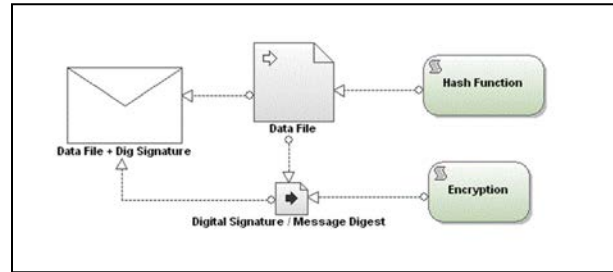 Hash Function
Data File
Data File + Dig Signature
Encryption
Digital Signature / Message Digest